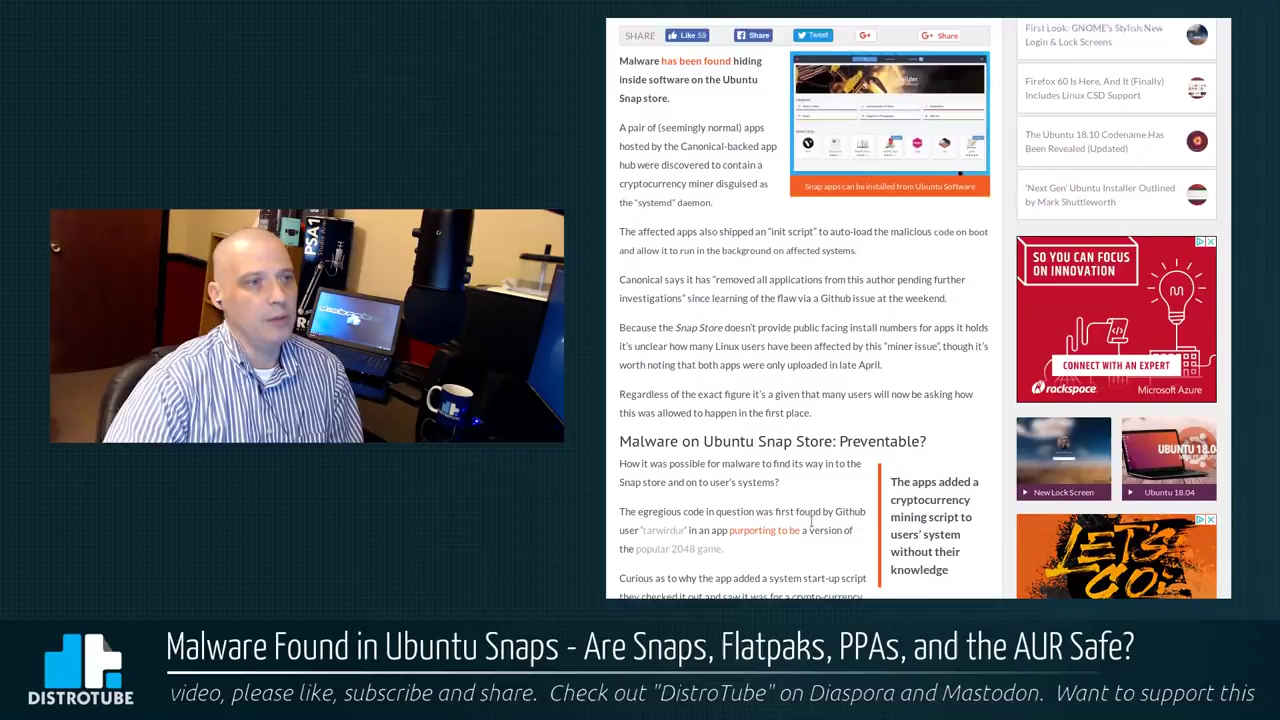 SHARE Like 59 Share Tweet G+ Share
Malware has been found hiding
inside software on the Ubuntu
Snap store.
A pair of (seemingly normal) apps
hosted by the Canonical-backed app
hub were discovered to contain a
cryptocurrency miner disguised as
the “systemd” daemon.
Snap apps can be installed from Ubuntu Software
The affected apps also shipped an “init script” to auto-load the malicious code on boot
and allow it to run in the background on affected systems.
Canonical says it has “removed all applications from this author pending further
investigations” since learning of the flaw via a Github issue at the weekend.
Because the Snap Store doesn’t provide public facing install numbers for apps it holds
it’s unclear how many Linux users have been affected by this “miner issue”, though it’s
worth noting that both apps were only uploaded in late April.
Regardless of the exact figure it’s a given that many users will now be asking how
this was allowed to happen in the first place.
Malware on Ubuntu Snap Store: Preventable?
How it was possible for malware to find its way in to the
Snap store and on to user’s systems?
The egregious code in question was first found by Github
user ‘tarwirdur’ in an app purporting to be a version of
the popular 2048 game.
Curious as to why the app added a system start-up script
they checked it out and saw it was for a crypto-currency
The apps added a
cryptocurrency
mining script to
users’ system
without their
knowledge
First Look: GNOME's Stylish New
Login & Lock Screens
Firefox 60 Is Here, And It (Finally)
Includes Linux CSD Support
The Ubuntu 18.10 Codename Has
Been Revealed (Updated)
‘Next Gen’ Ubuntu Installer Outlined
by Mark Shuttleworth
SO YOU CAN FOCUS
ON INNOVATION
CONNECT WITH AN EXPERT
rackspace Microsoft Azure
New Lock Screen
UBUNTU 18.0
Ubuntu 18.04
LET'S
GO
PSA1
DISTROTUBE
Malware Found in Ubuntu Snaps - Are Snaps, Flatpaks, PPAs, and the AUR Safe?
video, please like, subscribe and share. Check out "DistroTube" on Diaspora and Mastodon. Want to support this